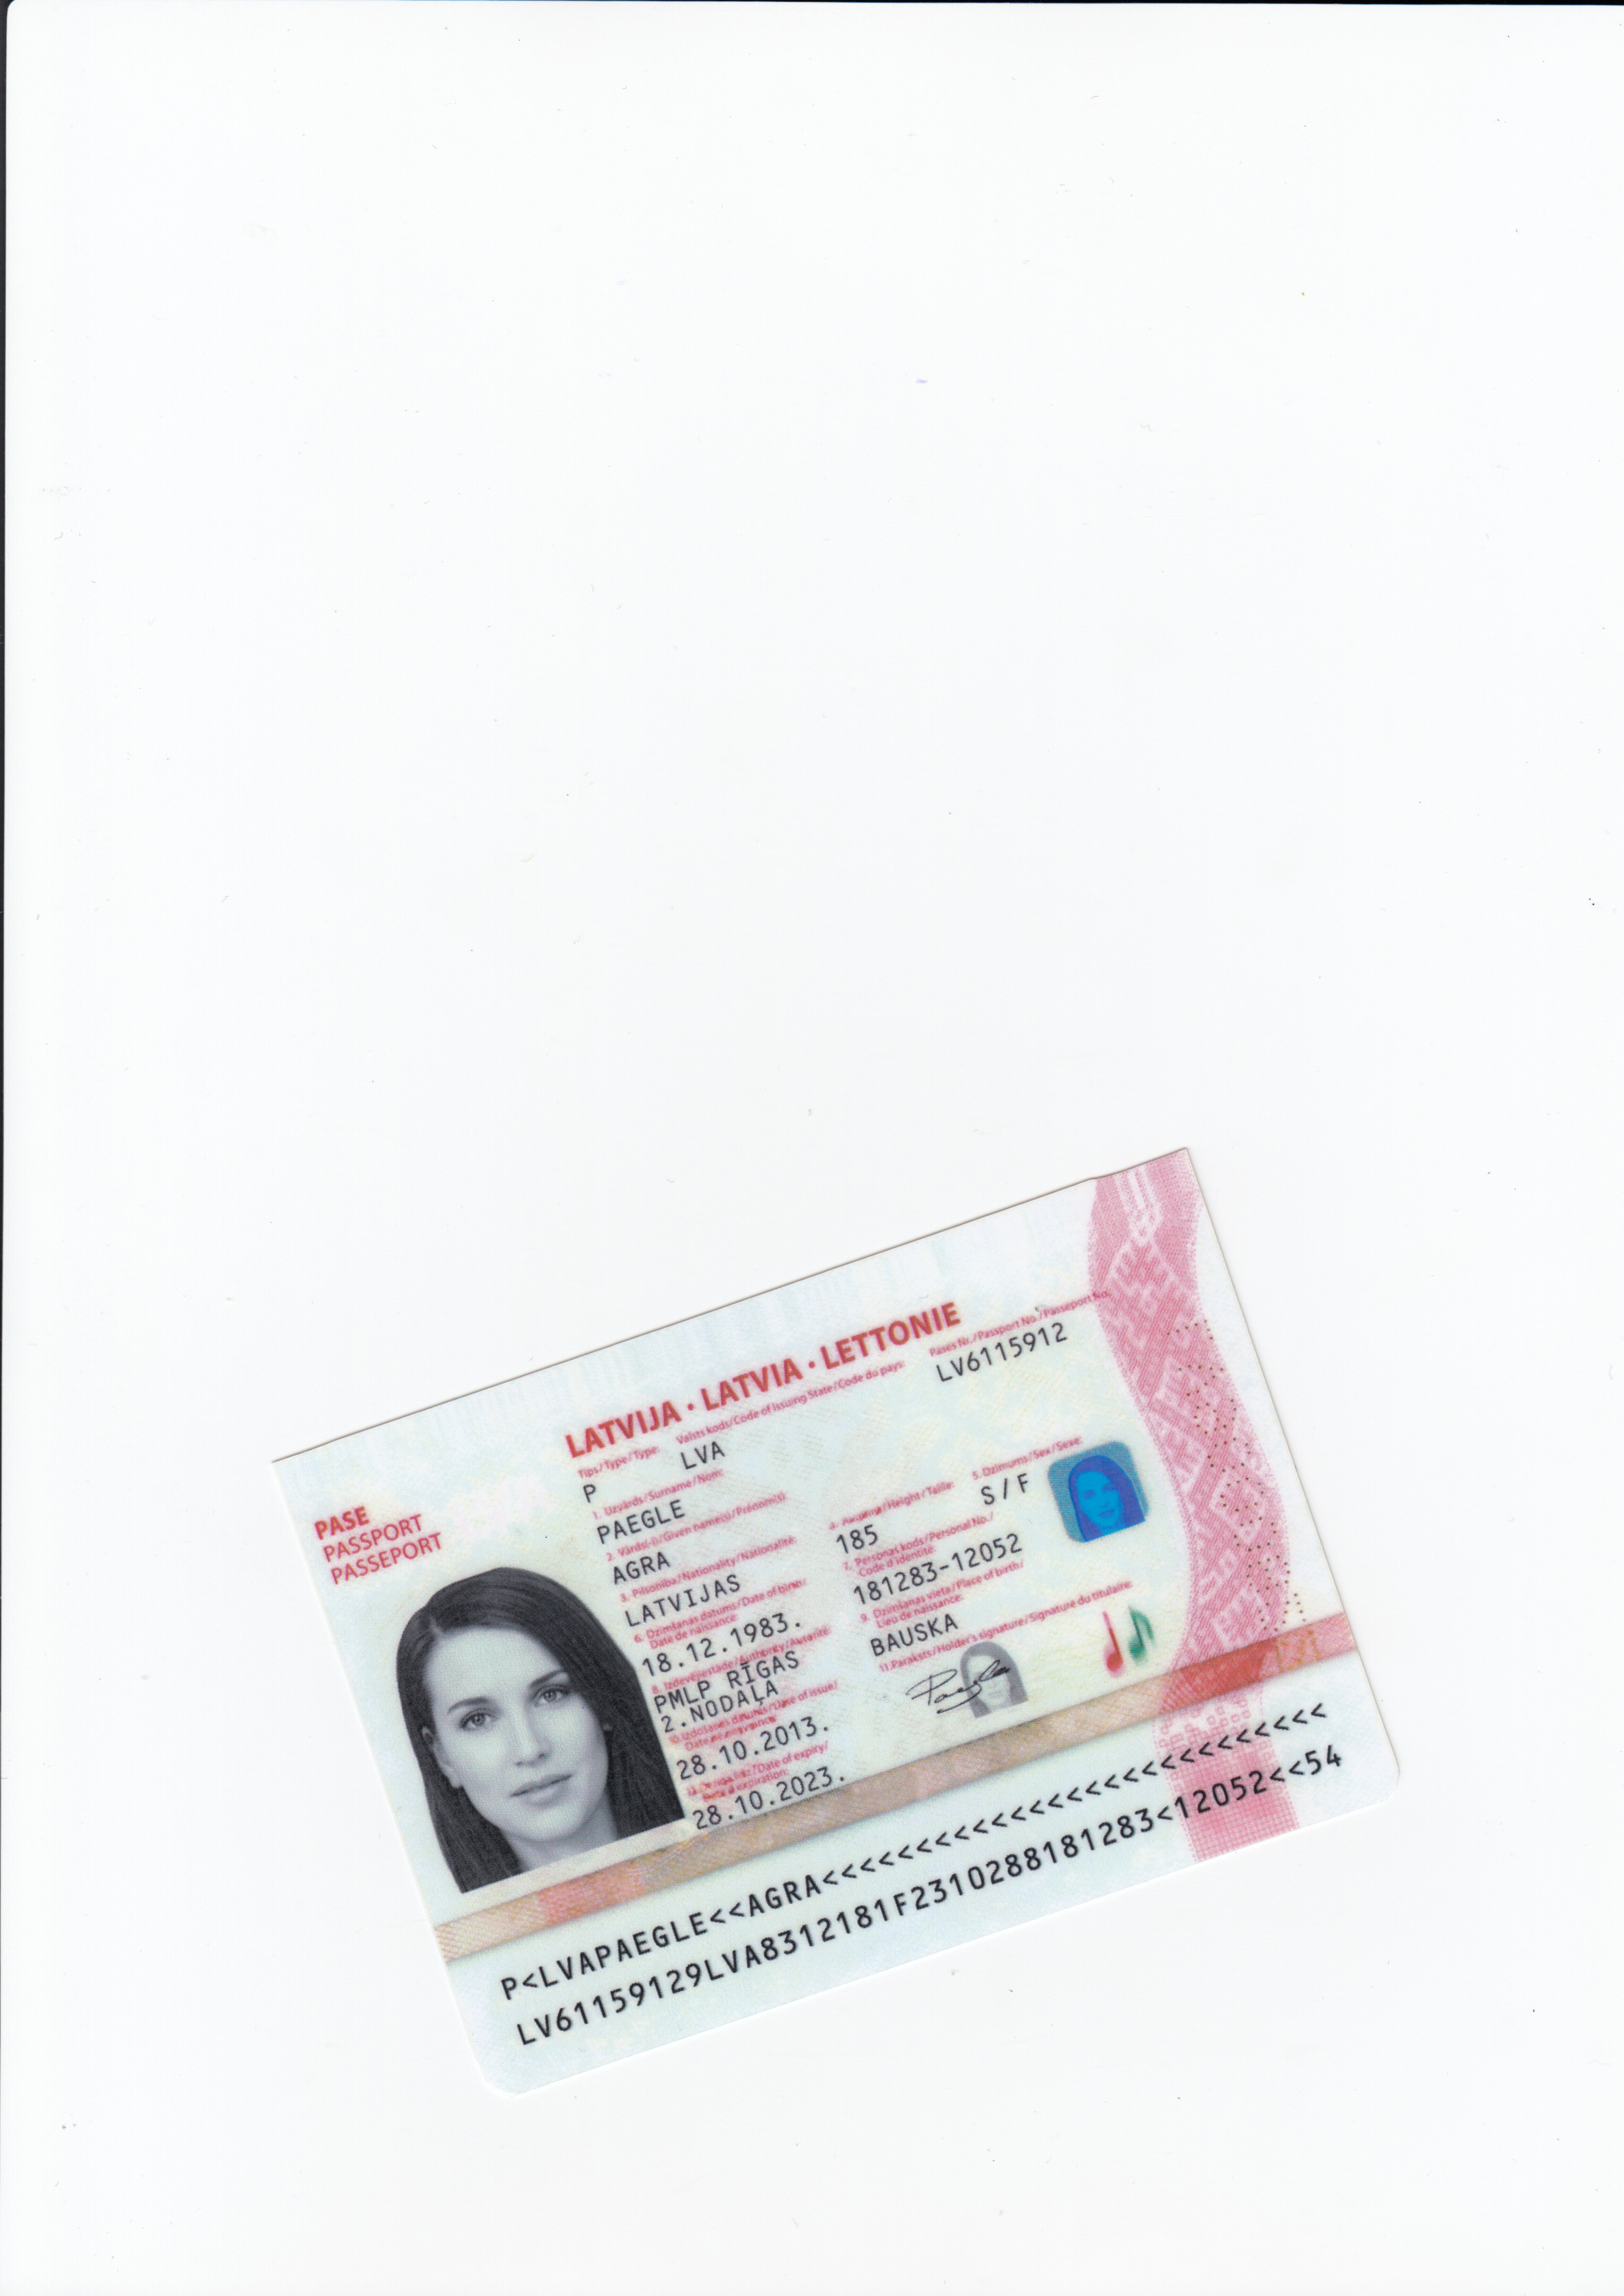 LATVIJA • LATVIA • LETTONIE
PASE
PASSPORT
PASSEPORT
Tips/Type/Type:
Valsts kods/Code of Issuing State/Code du pays:
Pases Nr./Passport No./Passeport No.
P
LVA
LV6115912
1. Uzvārds/Surname/Nom:
PAEGLE
2. Vārds(-i)/Given name(s)/Prénom(s):
AGRA
3. Pilsonība/Nationality/Nationalité:
LATVIJAS
4. Augums/Height/Taille:
185
5. Dzimums/Sex/Sexe:
S/F
6. Dzimšanas datums/Date of birth/
Date de naissance:
18.12.1983.
7. Personas kods/Personal No./
Code d'identité:
181283-12052
8. Izdevējiestāde/Authority/Autorité:
PMLP RĪGAS
2.NODAĻA
9. Dzimšanas vieta/Place of birth/
Lieu de naissance:
BAUSKA
10. Izdošanas datums/Date of issue/
28.10.2013.
11. Paraksts/Holder's signature/Signature du titulaire:
Paegle
Date of expiry/
Date d'expiration:
28.10.2023.
P<LVAPAEGLE<<AGRA<<<<<<<<<<<<<<<<<<<<<<<<<<<
LV61159129LVA8312181F2310288181283<12052<<54